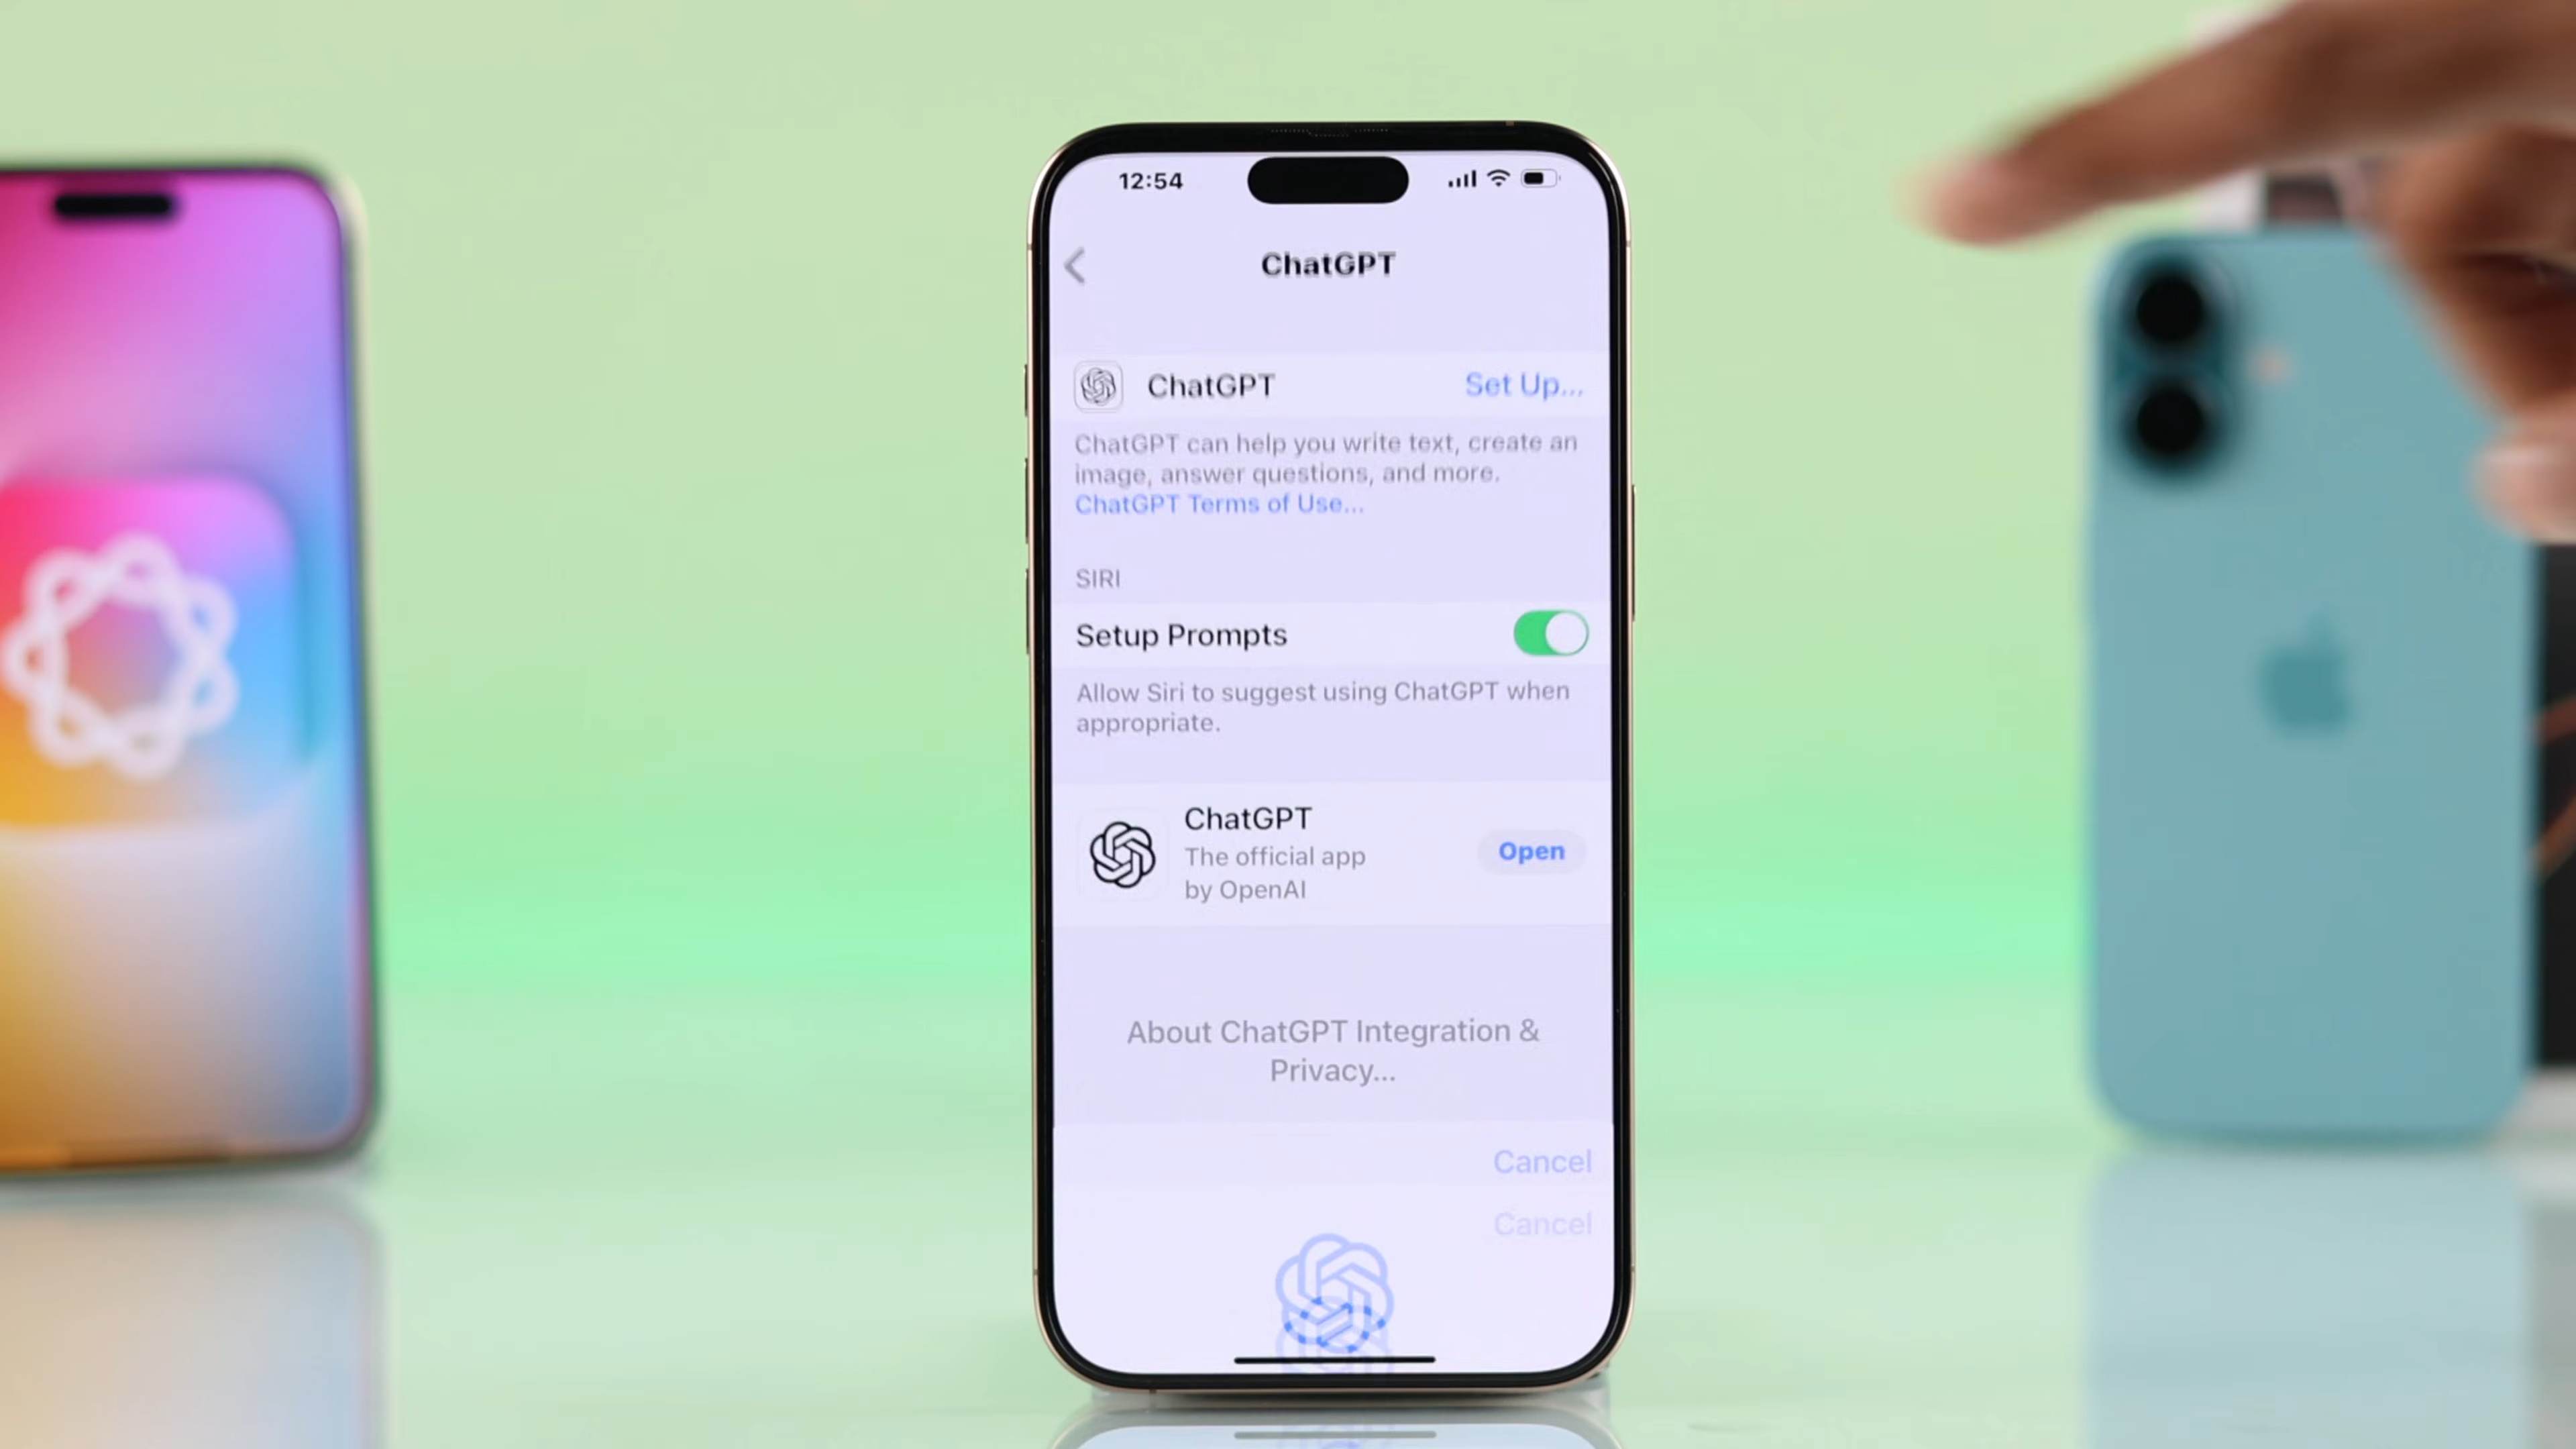 12:54
ChatGPT
ChatGPT
Set Up...
ChatGPT can help you write text, create an
image, answer questions, and more.
ChatGPT Terms of Use...
SIRI
Setup Prompts
Allow Siri to suggest using ChatGPT when
appropriate.
ChatGPT
The official app
by OpenAI
Open
About ChatGPT Integration &
Privacy...
Cancel
Cancel